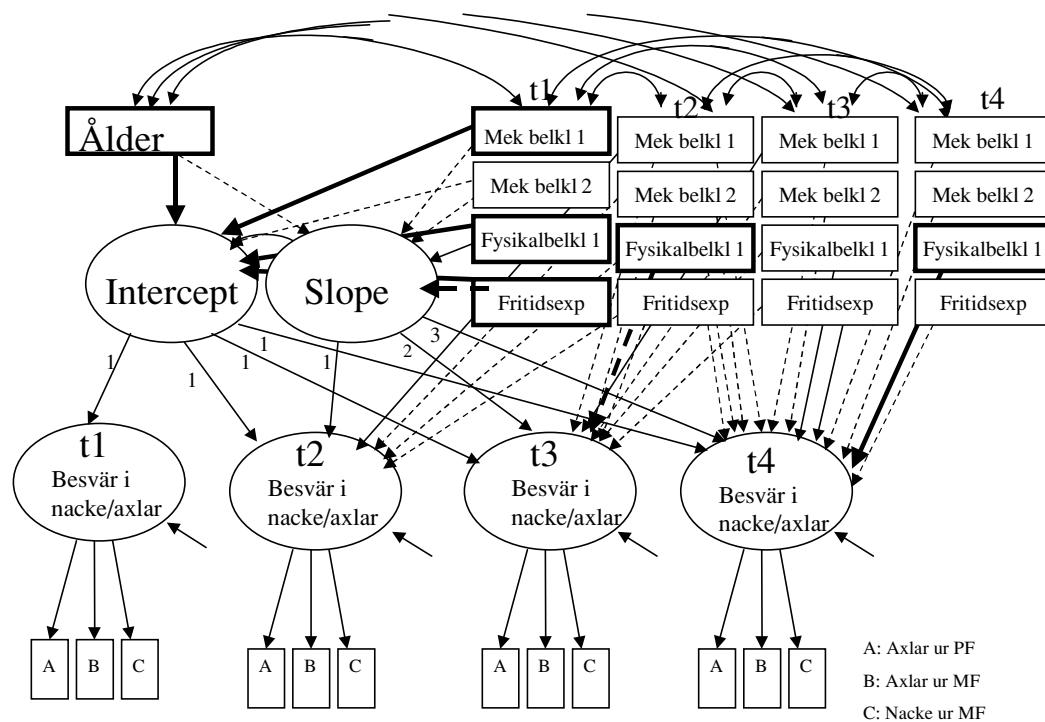 t1
t2
t3
t4
Ålder
Mek belkl 1
Mek belkl 1
Mek belkl 1
Mek belkl 1
Mek belkl 2
Mek belkl 2
Mek belkl 2
Mek belkl 2
Fysikalbelkl 1
Fysikalbelkl 1
Fysikalbelkl 1
Fysikalbelkl 1
Intercept
Slope
Fritidsexp
Fritidsexp
Fritidsexp
Fritidsexp
1
1
1
1
1
2
3
t1
Besvär i
nacke/axlar
t2
Besvär i
nacke/axlar
t3
Besvär i
nacke/axlar
t4
Besvär i
nacke/axlar
A B C
A B C
A B C
A B C
A: Axlar ur PF
B: Axlar ur MF
C: Nacke ur MF